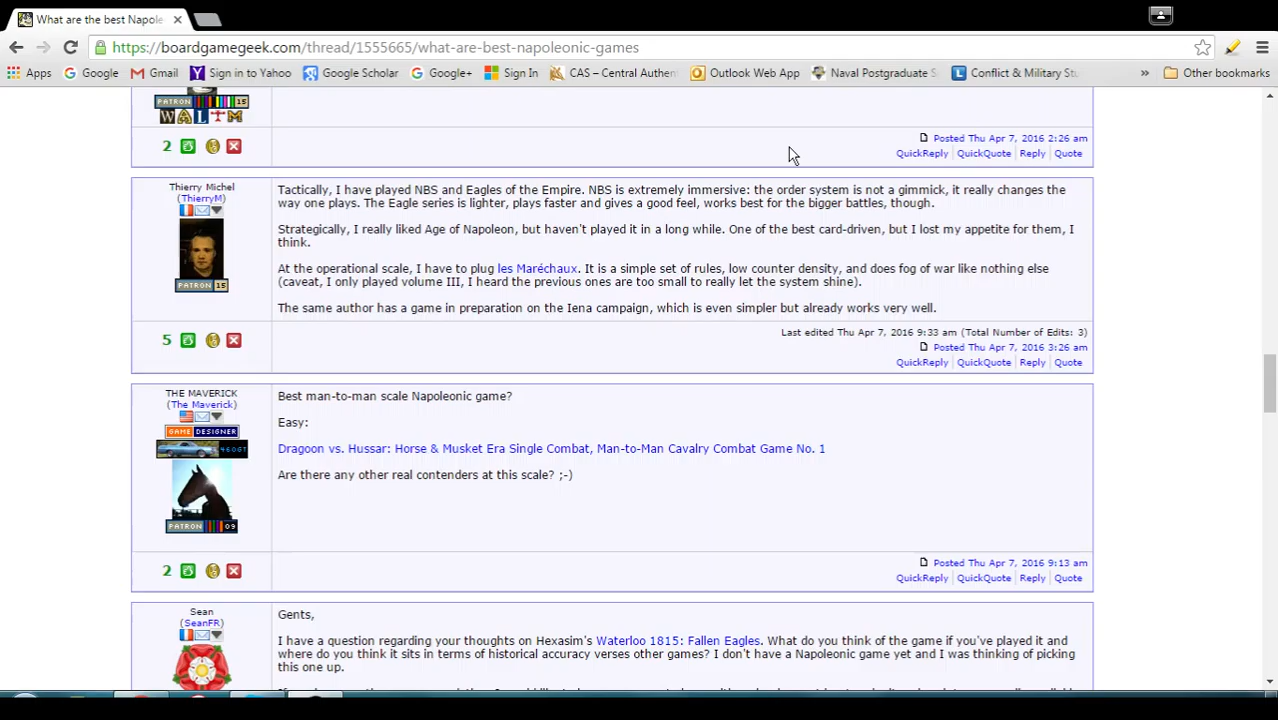 What are the best Napole
https://boardgamegeek.com/thread/1555665/what-are-best-napoleonic-games
Apps Google Gmail Sign in to Yahoo Google Scholar Google+ Sign In CAS – Central Authen Outlook Web App Naval Postgraduate S Conflict & Military Stu » Other bookmarks
PATRON 15
W A L T M
2
Posted Thu Apr 7, 2016 2:26 am
QuickReply QuickQuote Reply Quote
Thierry Michel
(ThierryM)
PATRON 15
Tactically, I have played NBS and Eagles of the Empire. NBS is extremely immersive: the order system is not a gimmick, it really changes the
way one plays. The Eagle series is lighter, plays faster and gives a good feel, works best for the bigger battles, though.
Strategically, I really liked Age of Napoleon, but haven't played it in a long while. One of the best card-driven, but I lost my appetite for them, I
think.
At the operational scale, I have to plug les Maréchaux. It is a simple set of rules, low counter density, and does fog of war like nothing else
(caveat, I only played volume III, I heard the previous ones are too small to really let the system shine).
The same author has a game in preparation on the Iena campaign, which is even simpler but already works very well.
5
Last edited Thu Apr 7, 2016 9:33 am (Total Number of Edits: 3)
Posted Thu Apr 7, 2016 3:26 am
QuickReply QuickQuote Reply Quote
THE MAVERICK
(The Maverick)
GAME DESIGNER
460GT
PATRON 09
Best man-to-man scale Napoleonic game?
Easy:
Dragoon vs. Hussar: Horse & Musket Era Single Combat, Man-to-Man Cavalry Combat Game No. 1
Are there any other real contenders at this scale? ;-)
2
Posted Thu Apr 7, 2016 9:13 am
QuickReply QuickQuote Reply Quote
Sean
(SeanFR)
Gents,
I have a question regarding your thoughts on Hexasim's Waterloo 1815: Fallen Eagles. What do you think of the game if you've played it and
where do you think it sits in terms of historical accuracy verses other games? I don't have a Napoleonic game yet and I was thinking of picking
this one up.